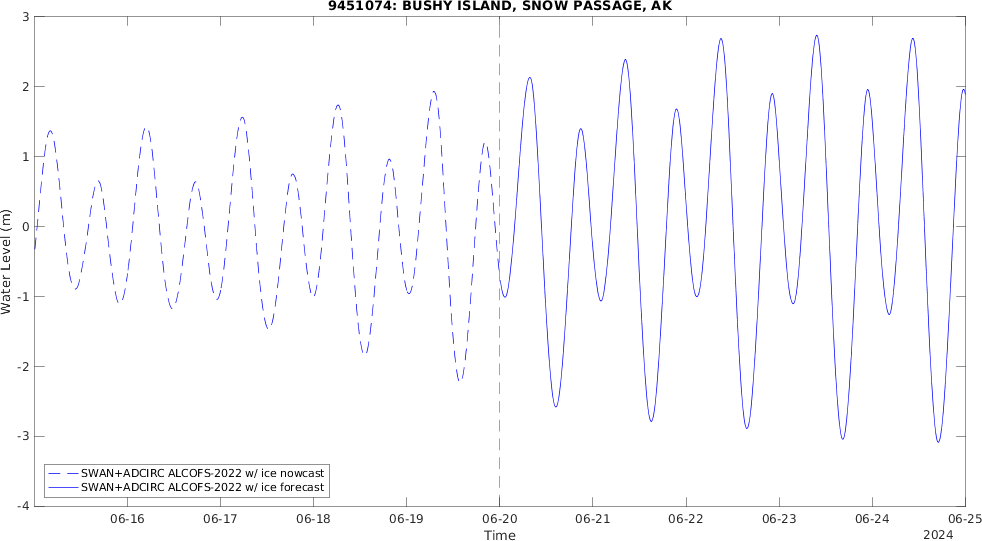 9451074: BUSHY ISLAND, SNOW PASSAGE, AK
Water Level (m)
3
2
1
0
-1
-2
-3
-4
SWAN+ADCIRC ALCOFS-2022 w/ ice nowcast
SWAN+ADCIRC ALCOFS-2022 w/ ice forecast
06-16 06-17 06-18 06-19 06-20 06-21 06-22 06-23 06-24 06-25
Time
2024